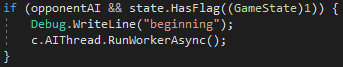 if (opponentAI && state.HasFlag((GameState)1)) {
Debug.WriteLine("beginning");
c.AIThread.RunWorkerAsync();
}